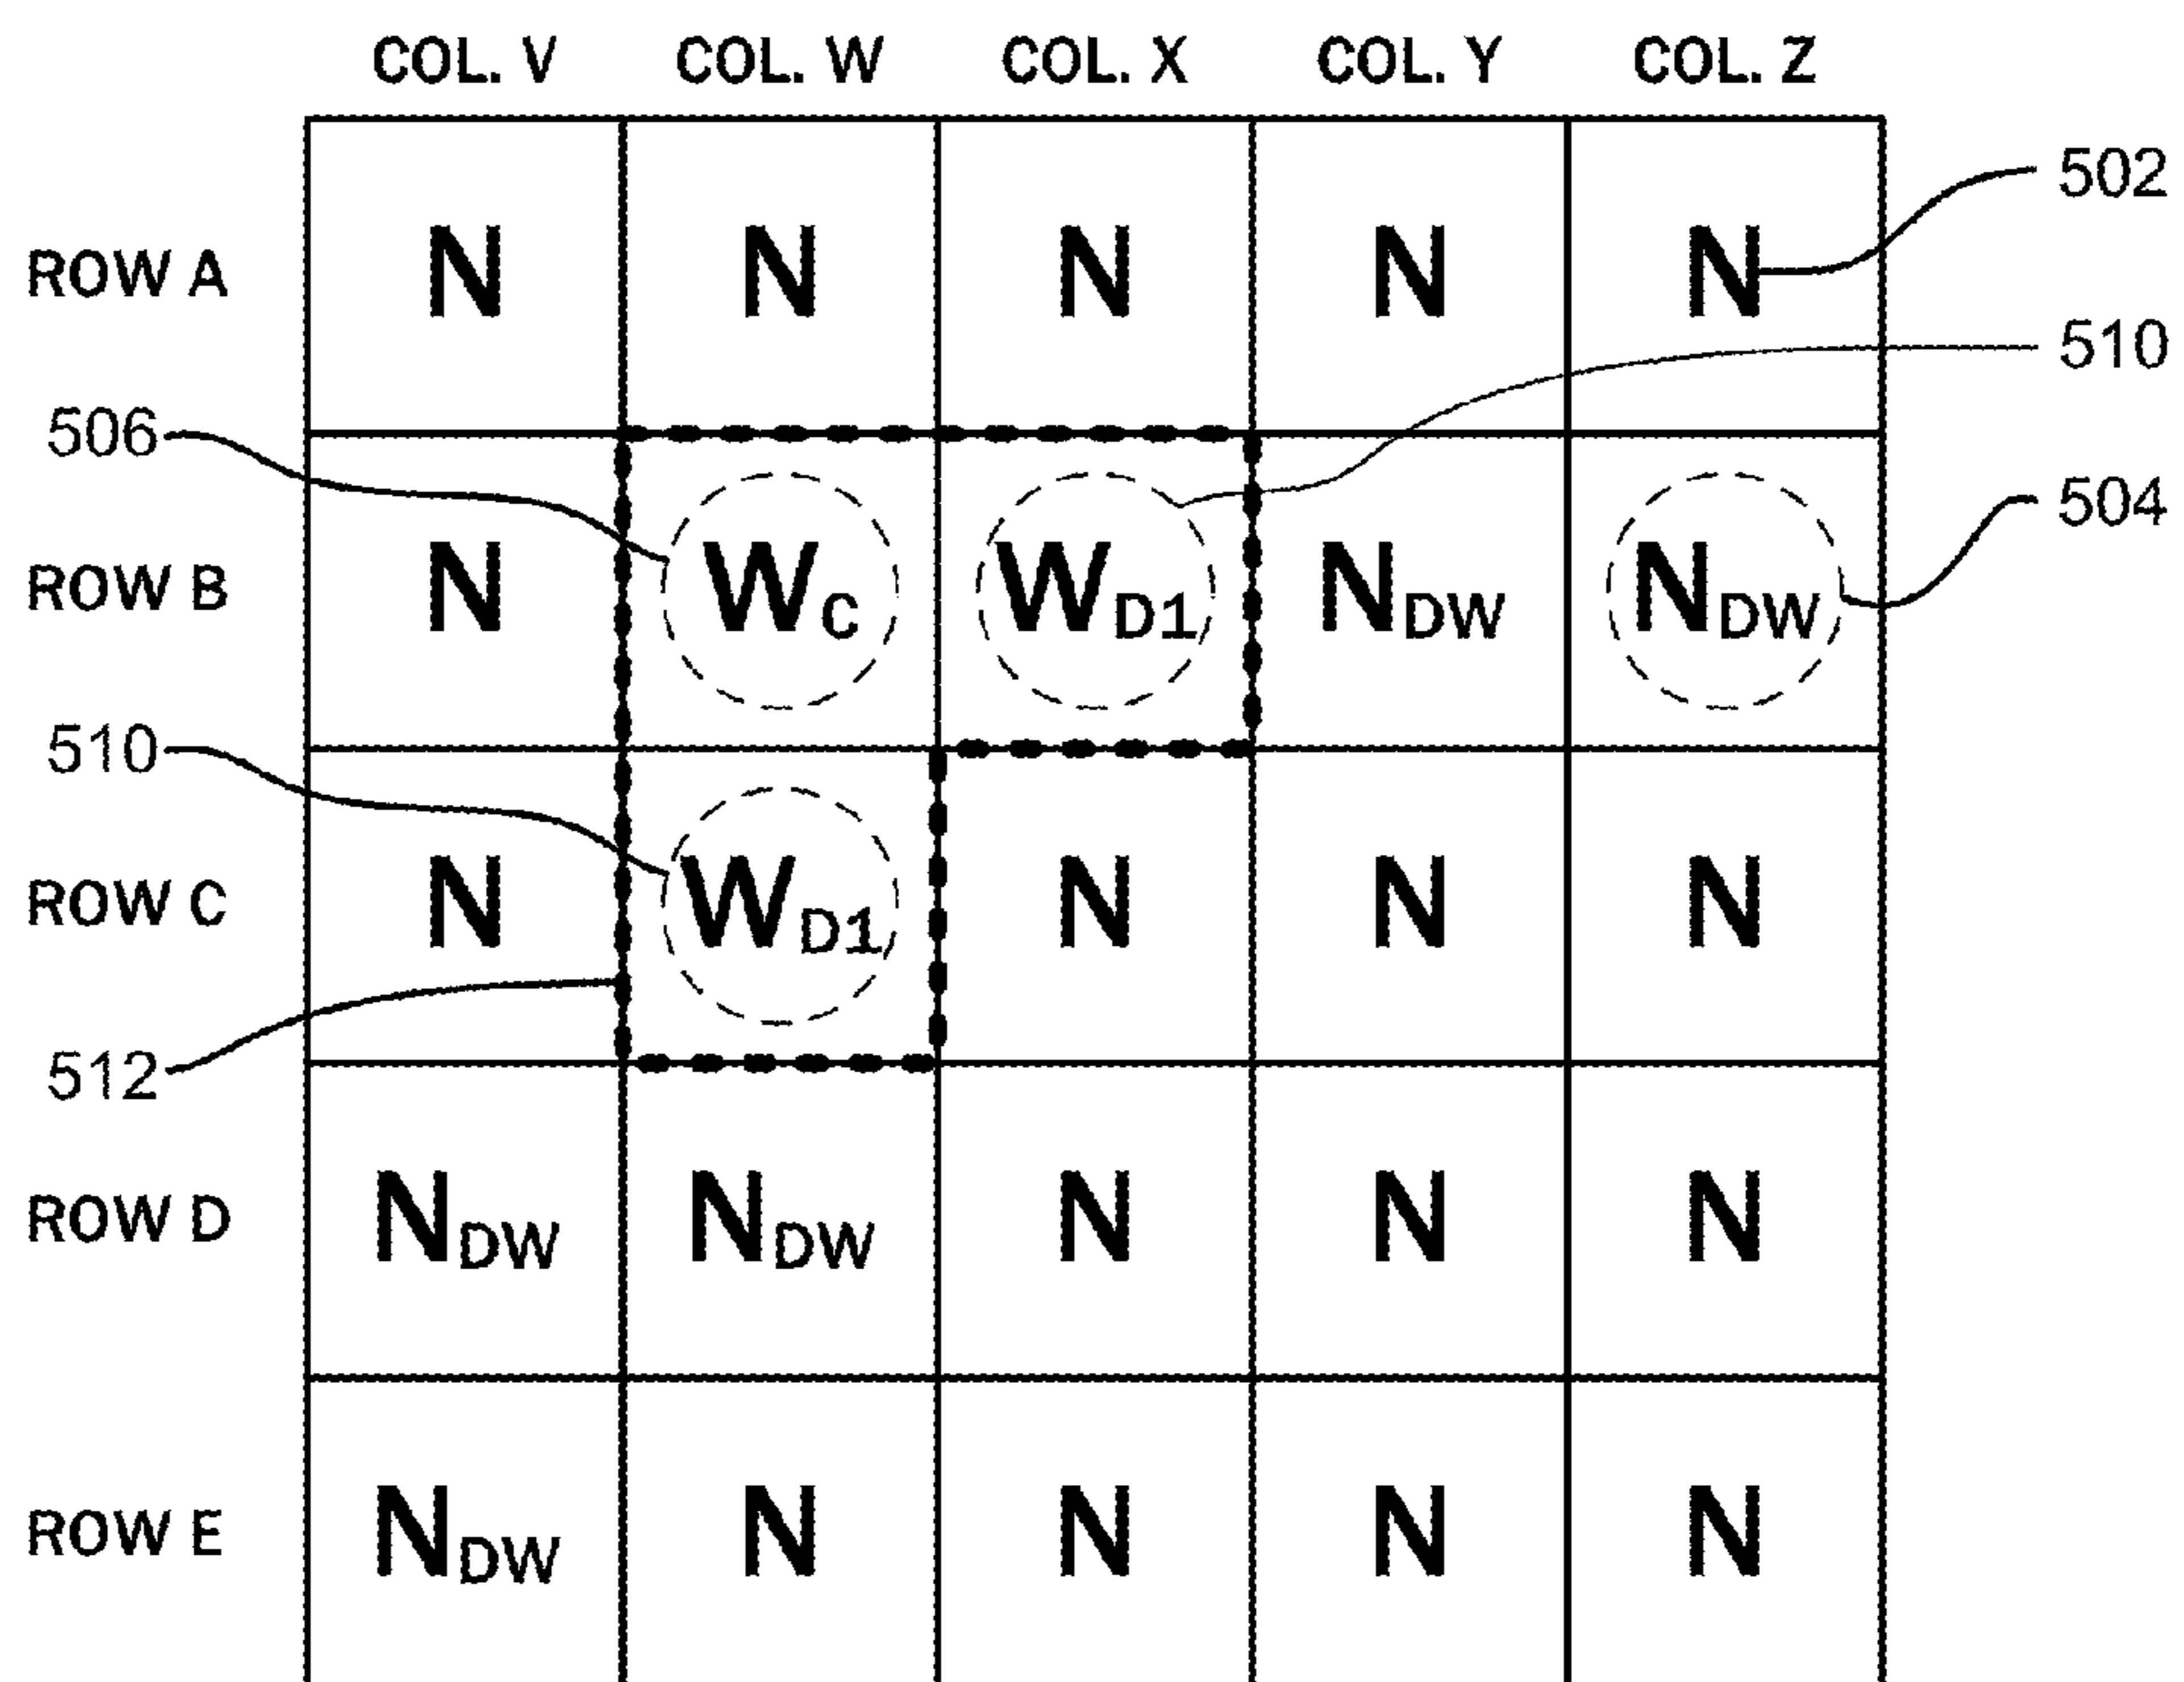 COL. V COL. W COL. X COL. Y COL. Z
502
ROW A N N N N N
510
506
504
ROW B N WC WD1 NDW NDW
510
ROW C N WD1 N N N
512
ROW D NDW NDW N N N
ROW E NDW N N N N